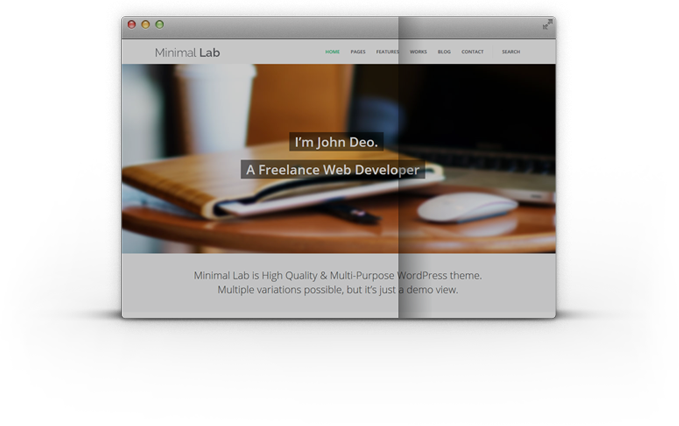 Minimal Lab
HOME PAGES FEATURES WORKS BLOG CONTACT SEARCH
I'm John Deo.
A Freelance Web Developer
Minimal Lab is High Quality & Multi-Purpose WordPress theme.
Multiple variations possible, but it's just a demo view.